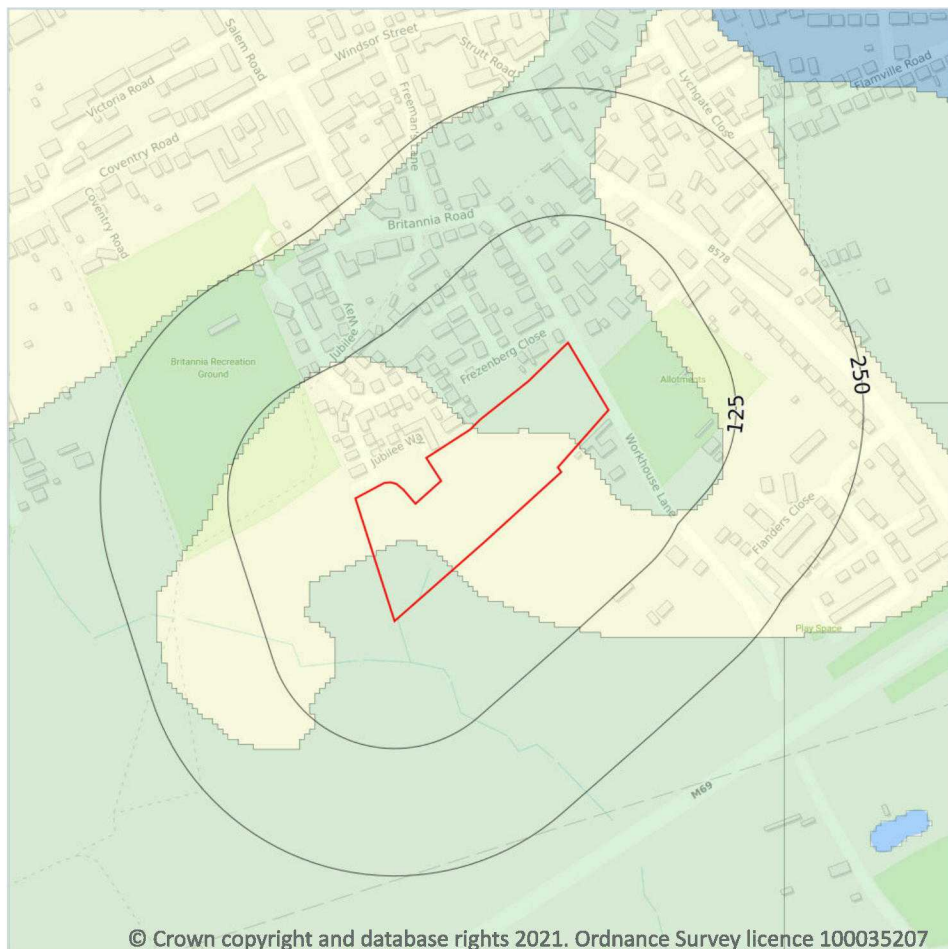 Salem Road
Windsor Street
Strutt Road
Victoria Road
Freeman's Lane
Lychgate Close
Flamville Road
Coventry Road
Coventry Road
Britannia Road
B578
Jubilee Way
Frezenberg Close
Britannia Recreation
Ground
Allotments
250
125
Jubilee W
Workhouse Lane
Flanders Close
Play Space
M69
© Crown copyright and database rights 2021. Ordnance Survey licence 100035207